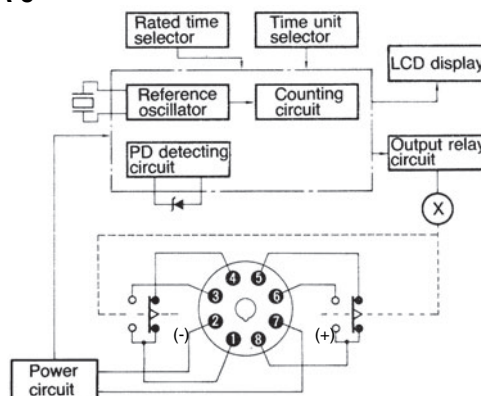 Rated time
selector
Time unit
selector
LCD display
Reference
oscillator
Counting
circuit
PD detecting
circuit
Output relay
circuit
X
4
5
3
6
(-)
2
7
(+)
1
8
Power
circuit